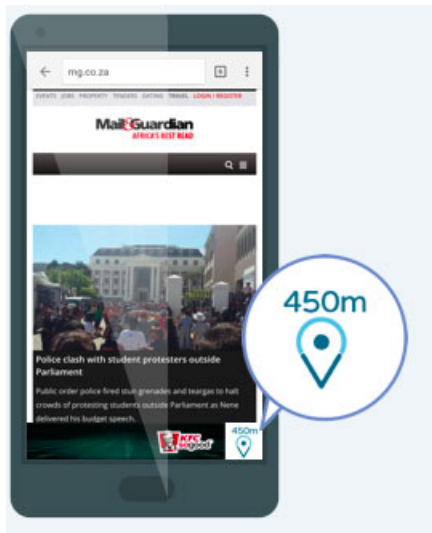 mg.co.za
EVENTS JOBS PROPERTY TENDERS DATING TRAVEL LOGIN / REGISTER
Mail&Guardian
AFRICA'S BEST READ
Police clash with student protesters outside
Parliament
Public order police fired stun grenades and teargas to halt
crowds of protesting students outside Parliament as Nene
delivered his budget speech.
KFC
so good
450m
450m